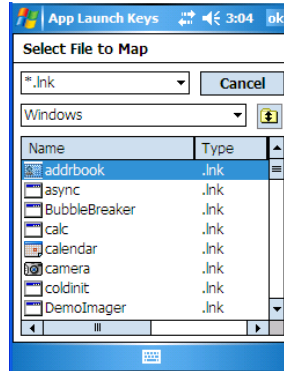 App Launch Keys 3:04 ok
Select File to Map
*.lnk Cancel
Windows
Name Type
addrbook .lnk
async .lnk
BubbleBreaker .lnk
calc .lnk
calendar .lnk
camera .lnk
coldinit .lnk
DemoImager .lnk